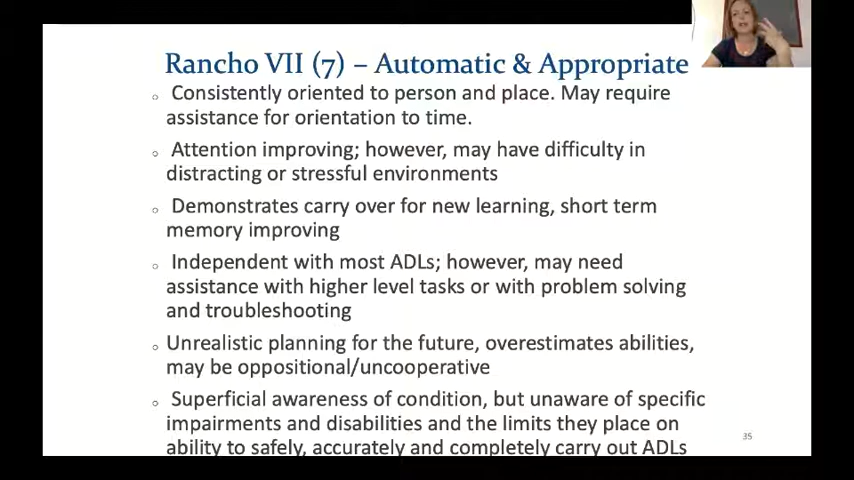 Rancho VII (7) – Automatic & Appropriate
○ Consistently oriented to person and place. May require
assistance for orientation to time.
○ Attention improving; however, may have difficulty in
distracting or stressful environments
○ Demonstrates carry over for new learning, short term
memory improving
○ Independent with most ADLs; however, may need
assistance with higher level tasks or with problem solving
and troubleshooting
○ Unrealistic planning for the future, overestimates abilities,
may be oppositional/uncooperative
○ Superficial awareness of condition, but unaware of specific
impairments and disabilities and the limits they place on
ability to safely, accurately and completely carry out ADLs
35